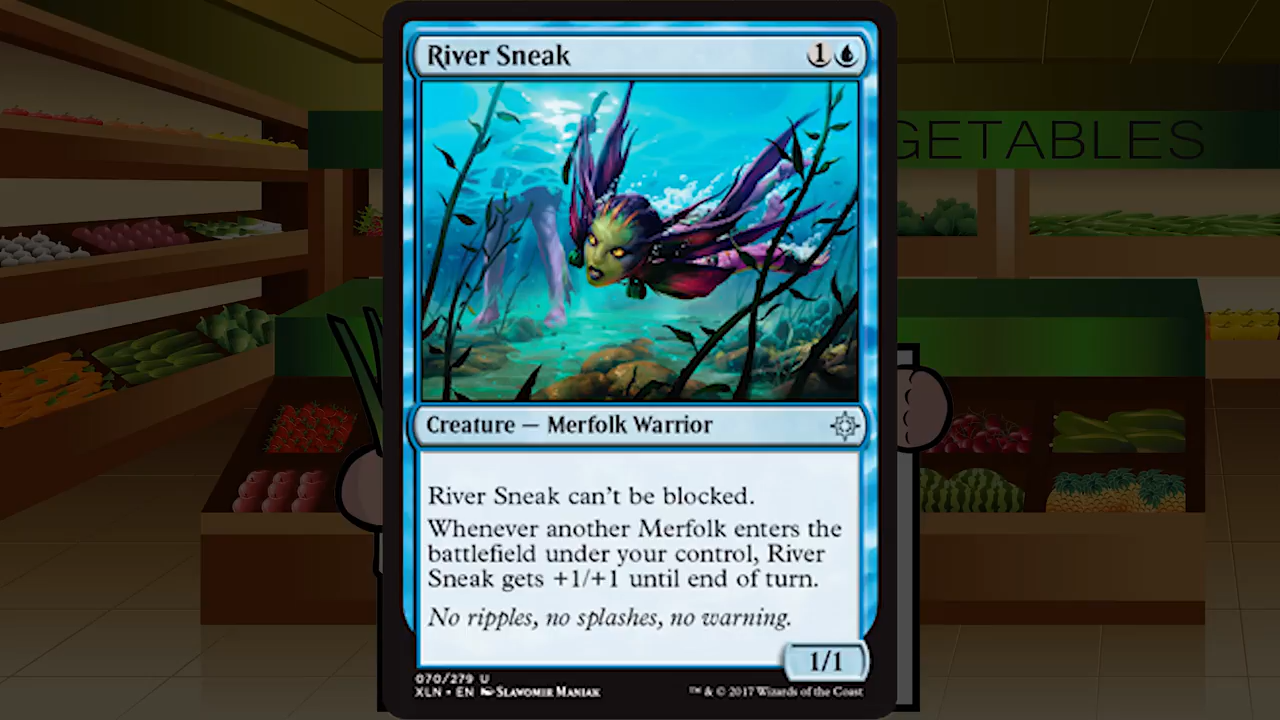 River Sneak 1
GETABLES
Creature — Merfolk Warrior
River Sneak can't be blocked.
Whenever another Merfolk enters the
battlefield under your control, River
Sneak gets +1/+1 until end of turn.
No ripples, no splashes, no warning.
1/1
070/279 U
XLN • EN Slawomir Maniak
™ & © 2017 Wizards of the Coast